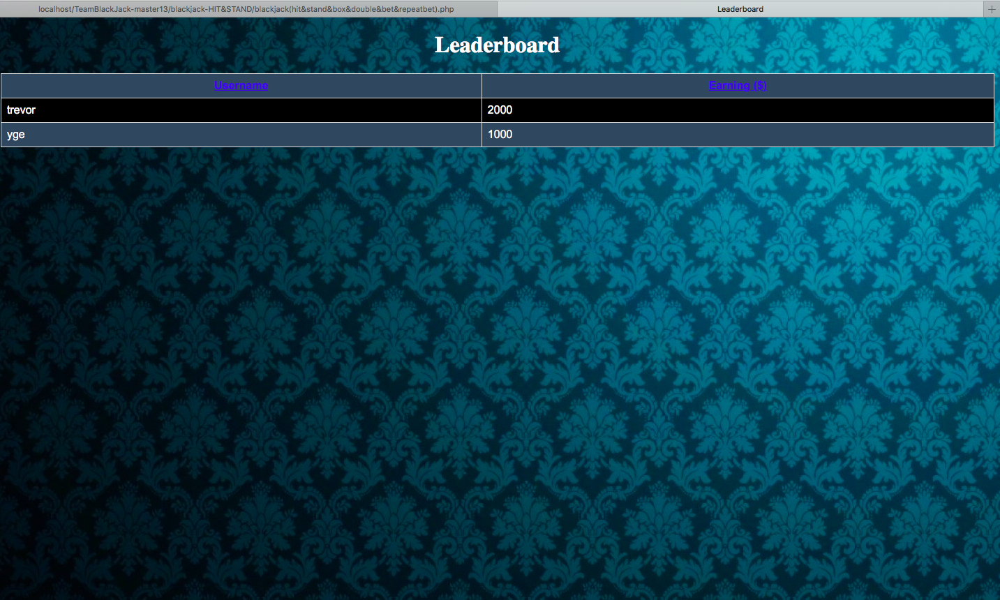 localhost/TeamBlackJack-master13/blackjack-HIT&STAND/blackjack(hit&stand&box&double&bet&repeatbet).php Leaderboard
Leaderboard
Username Earning ($)
trevor 2000
yge 1000